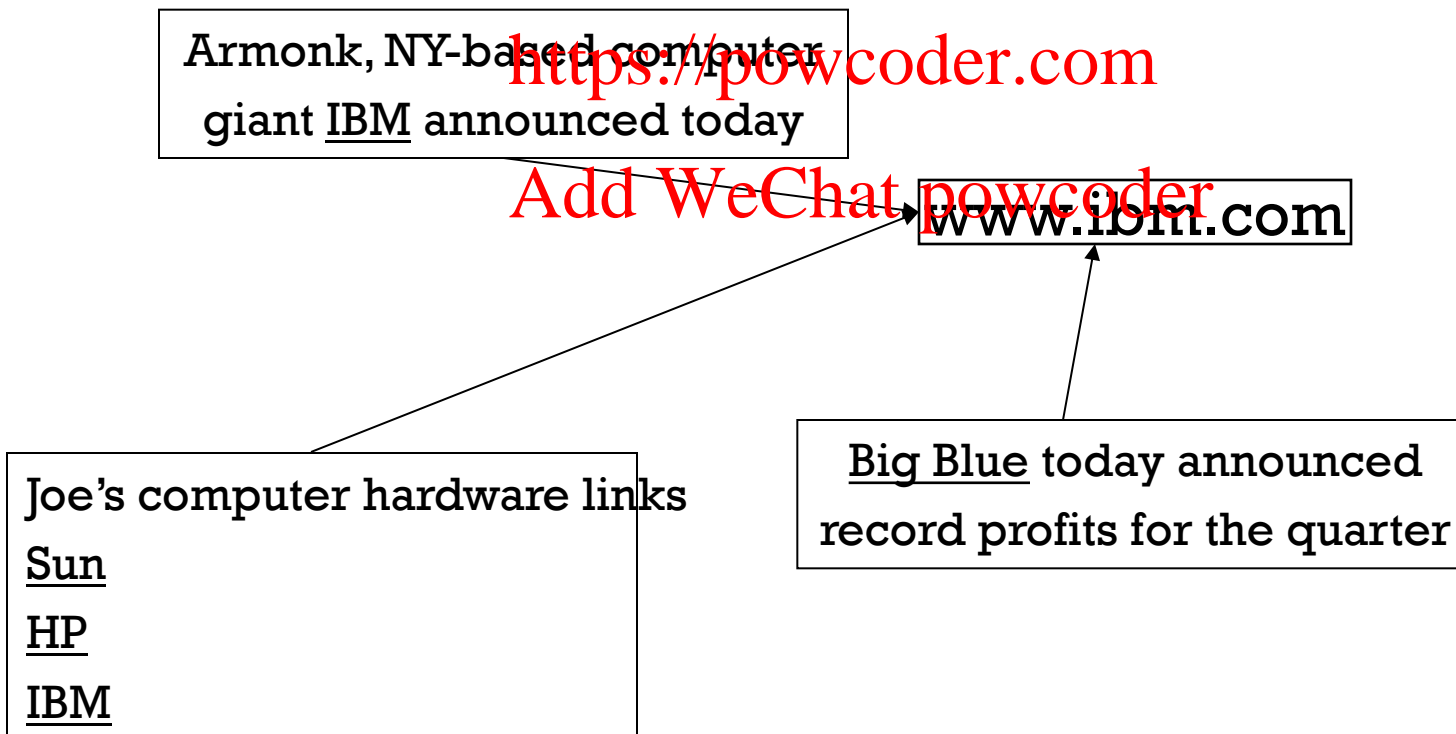 Armonk, NY-based computer
https://powcoder.com
giant IBM announced today
Add WeChat powcoder
www.ibm.com
Joe's computer hardware links
Sun
HP
IBM
Big Blue today announced
record profits for the quarter